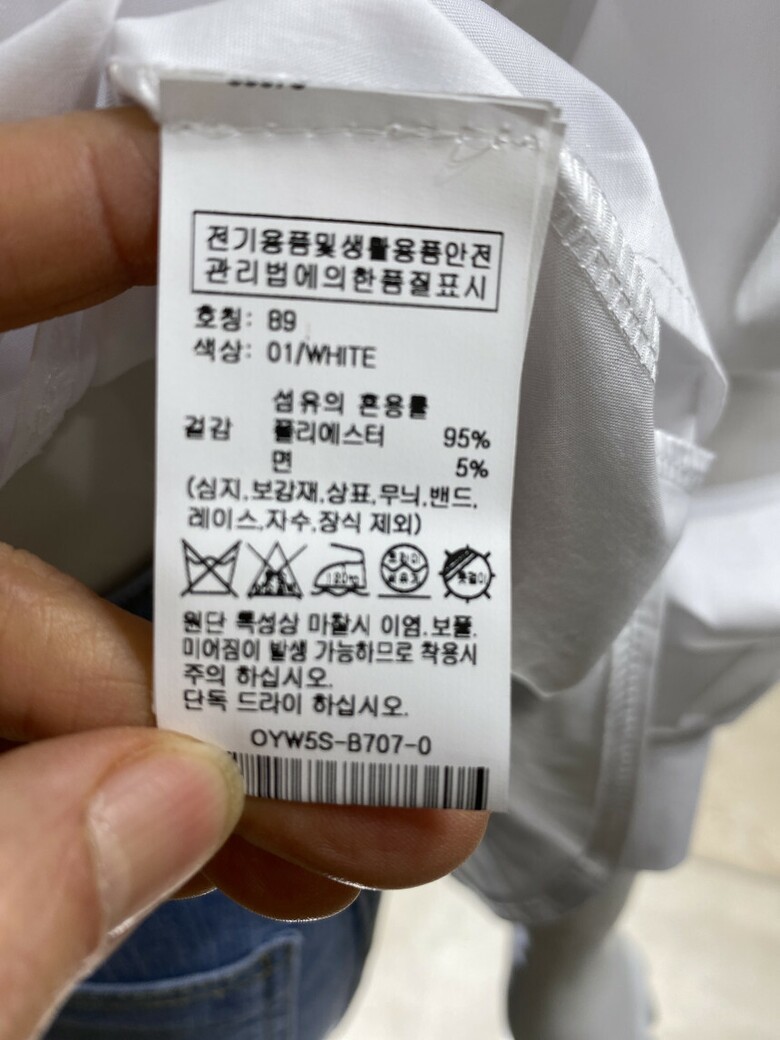 전기용품및생활용품안전
관리법에의한품질표시
호칭: 89
색상: 01/WHITE
섬유의 혼용률
겉감 폴리에스터 95%
면 5%
(심지,보강재,상표,무늬,밴드,
레이스,자수,장식 제외)
원단 특성상 마찰시 이염,보풀,
미어짐이 발생 가능하므로 착용시
주의 하십시오.
단독 드라이 하십시오.
OYW5S-B707-0